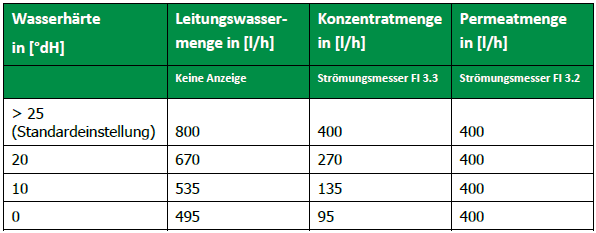 Wasserhärte Leitungswasser- Konzentratmenge Permeatmenge
in [°dH] menge in [l/h] in [l/h] in [l/h]
Keine Anzeige Strömungsmesser FI 3.3 Strömungsmesser FI 3.2
> 25
(Standardeinstellung) 800 400 400
20 670 270 400
10 535 135 400
0 495 95 400